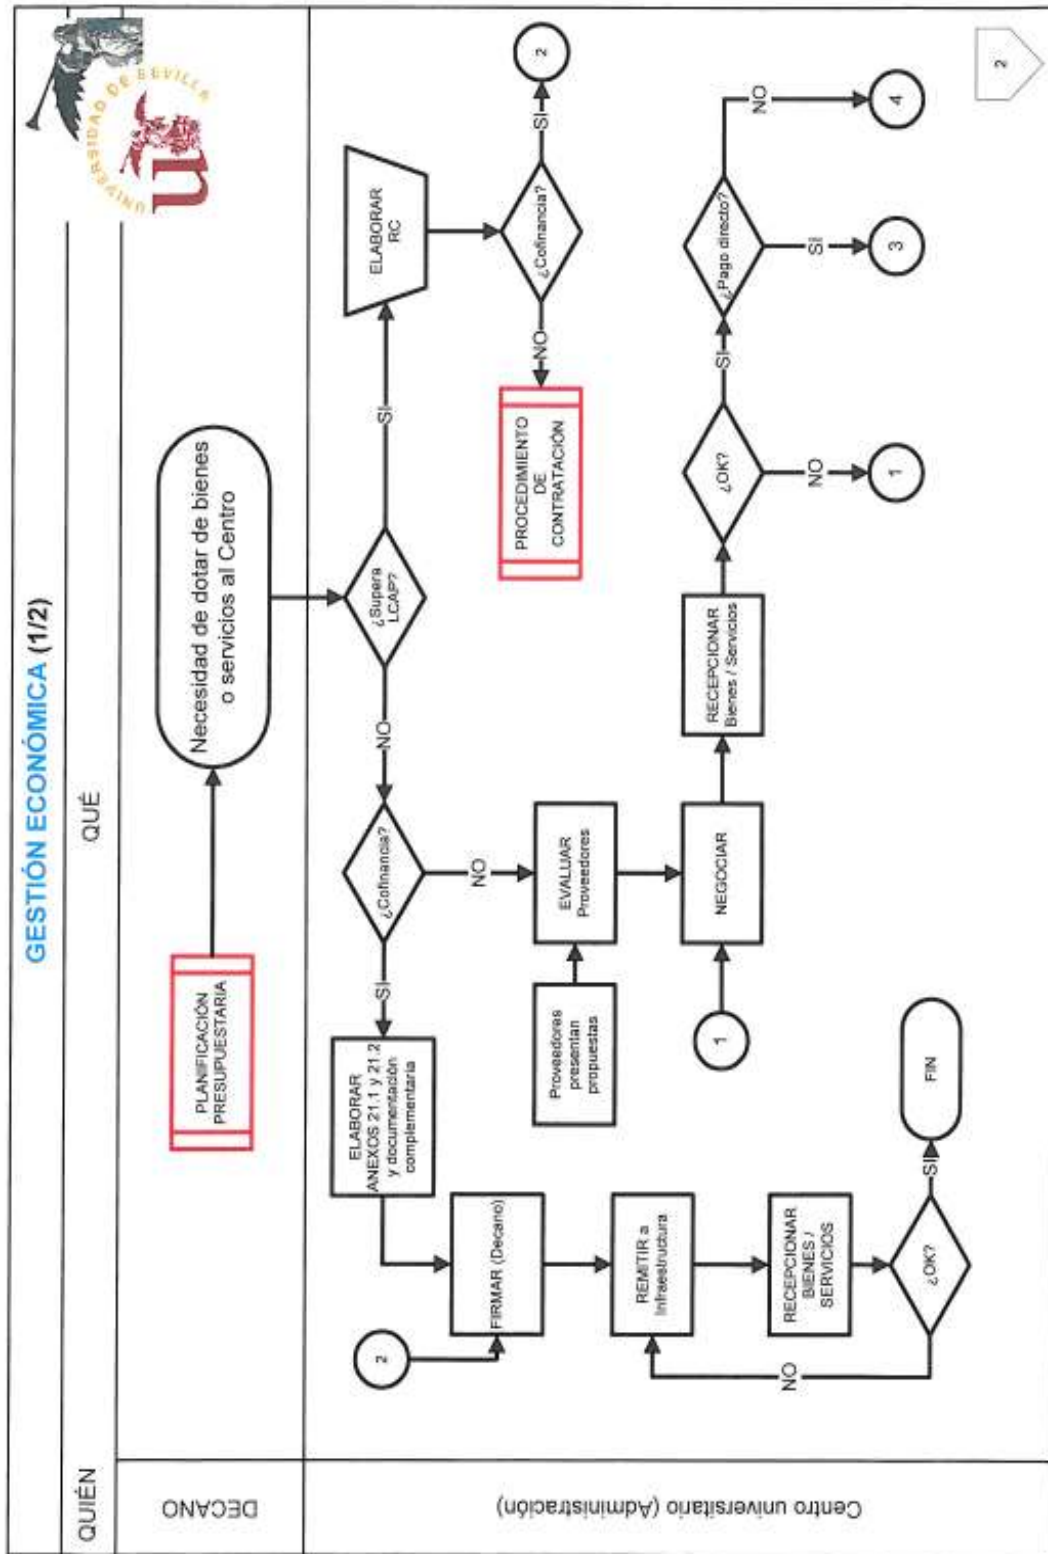 GESTIÓN ECONÓMICA (1/2)
QUIÉN
QUÉ
UNIVERSIDAD DE SEVILLA
DECANO
PLANIFICACIÓN
PRESUPUESTARIA
Necesidad de dotar de bienes
o servicios al Centro
Centro universitario (Administración)
¿Supera
LCAP?
SI
NO
ELABORAR
RC
¿Cofinancia?
SI
2
NO
PROCEDIMIENTO
DE
CONTRATACIÓN
¿Cofinancia?
SI
NO
ELABORAR
ANEXOS 21.1 y 21.2
y documentación
complementaria
2
FIRMAR (Decano)
REMITIR a
Infraestructura
RECEPCIONAR
BIENES /
SERVICIOS
¿OK?
NO
SI
FIN
Proveedores
presentan
propuestas
EVALUAR
Proveedores
1
NEGOCIAR
RECEPCIONAR
Bienes / Servicios
¿OK?
SI
NO
1
¿Pago directo?
SI
3
NO
4
2